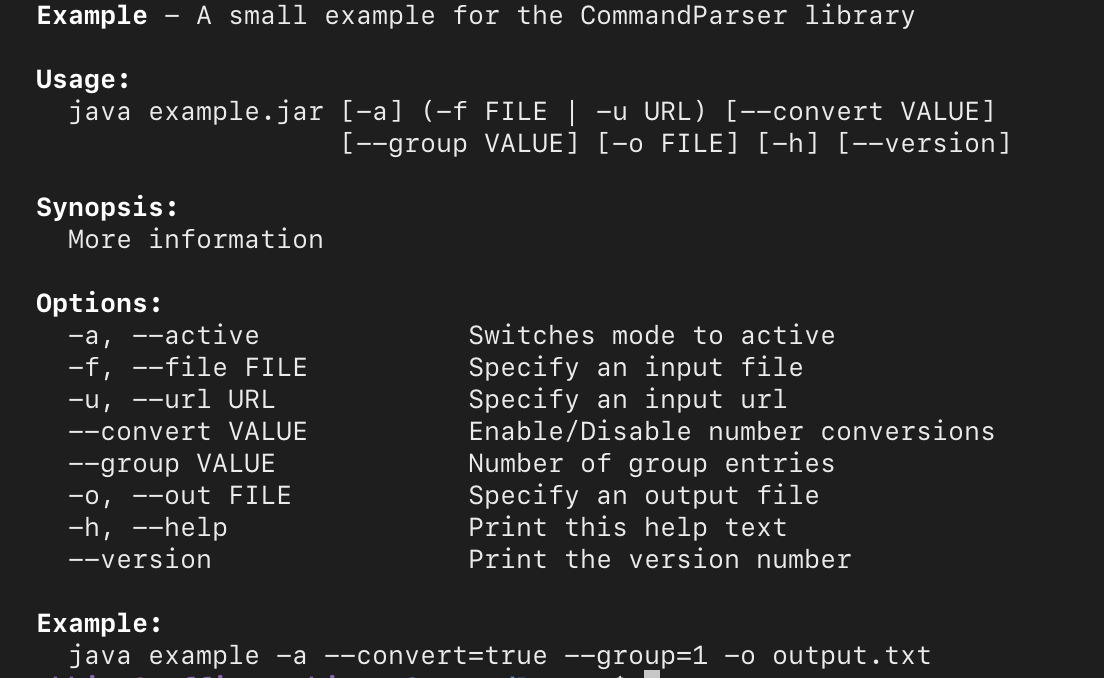 Example – A small example for the CommandParser library
Usage:
java example.jar [-a] (-f FILE | -u URL) [--convert VALUE]
[--group VALUE] [-o FILE] [-h] [--version]
Synopsis:
More information
Options:
-a, --active Switches mode to active
-f, --file FILE Specify an input file
-u, --url URL Specify an input url
--convert VALUE Enable/Disable number conversions
--group VALUE Number of group entries
-o, --out FILE Specify an output file
-h, --help Print this help text
--version Print the version number
Example:
java example -a --convert=true --group=1 -o output.txt